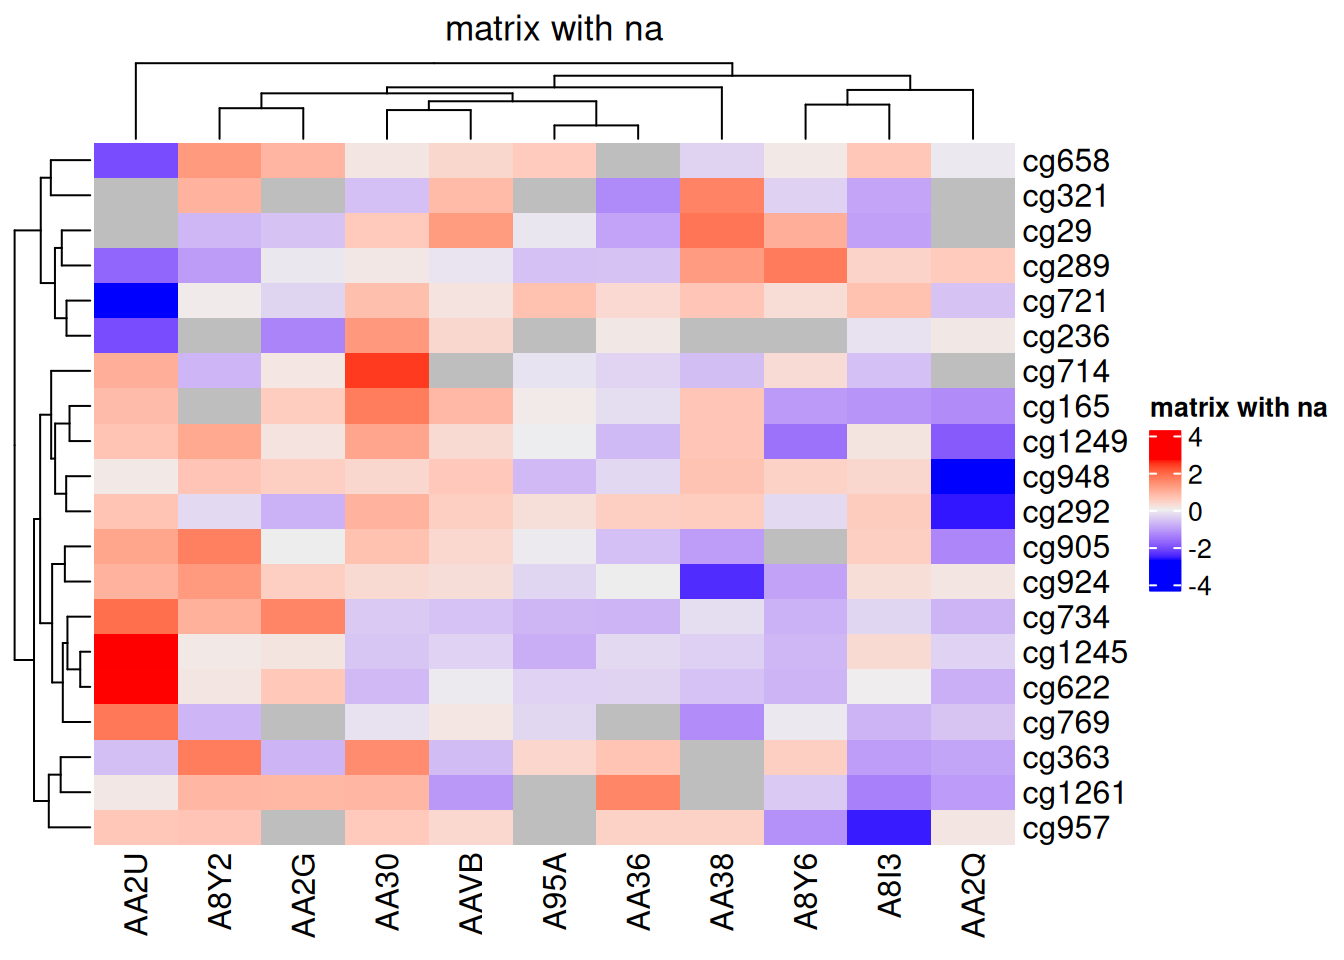 matrix with na
cg658
cg321
cg29
cg289
cg721
cg236
cg714
cg165
cg1249
cg948
cg292
cg905
cg924
cg734
cg1245
cg622
cg769
cg363
cg1261
cg957
matrix with na
4
2
0
-2
-4
AA2U
A8Y2
AA2G
AA30
AAVB
A95A
AA36
AA38
A8Y6
A8I3
AA2Q